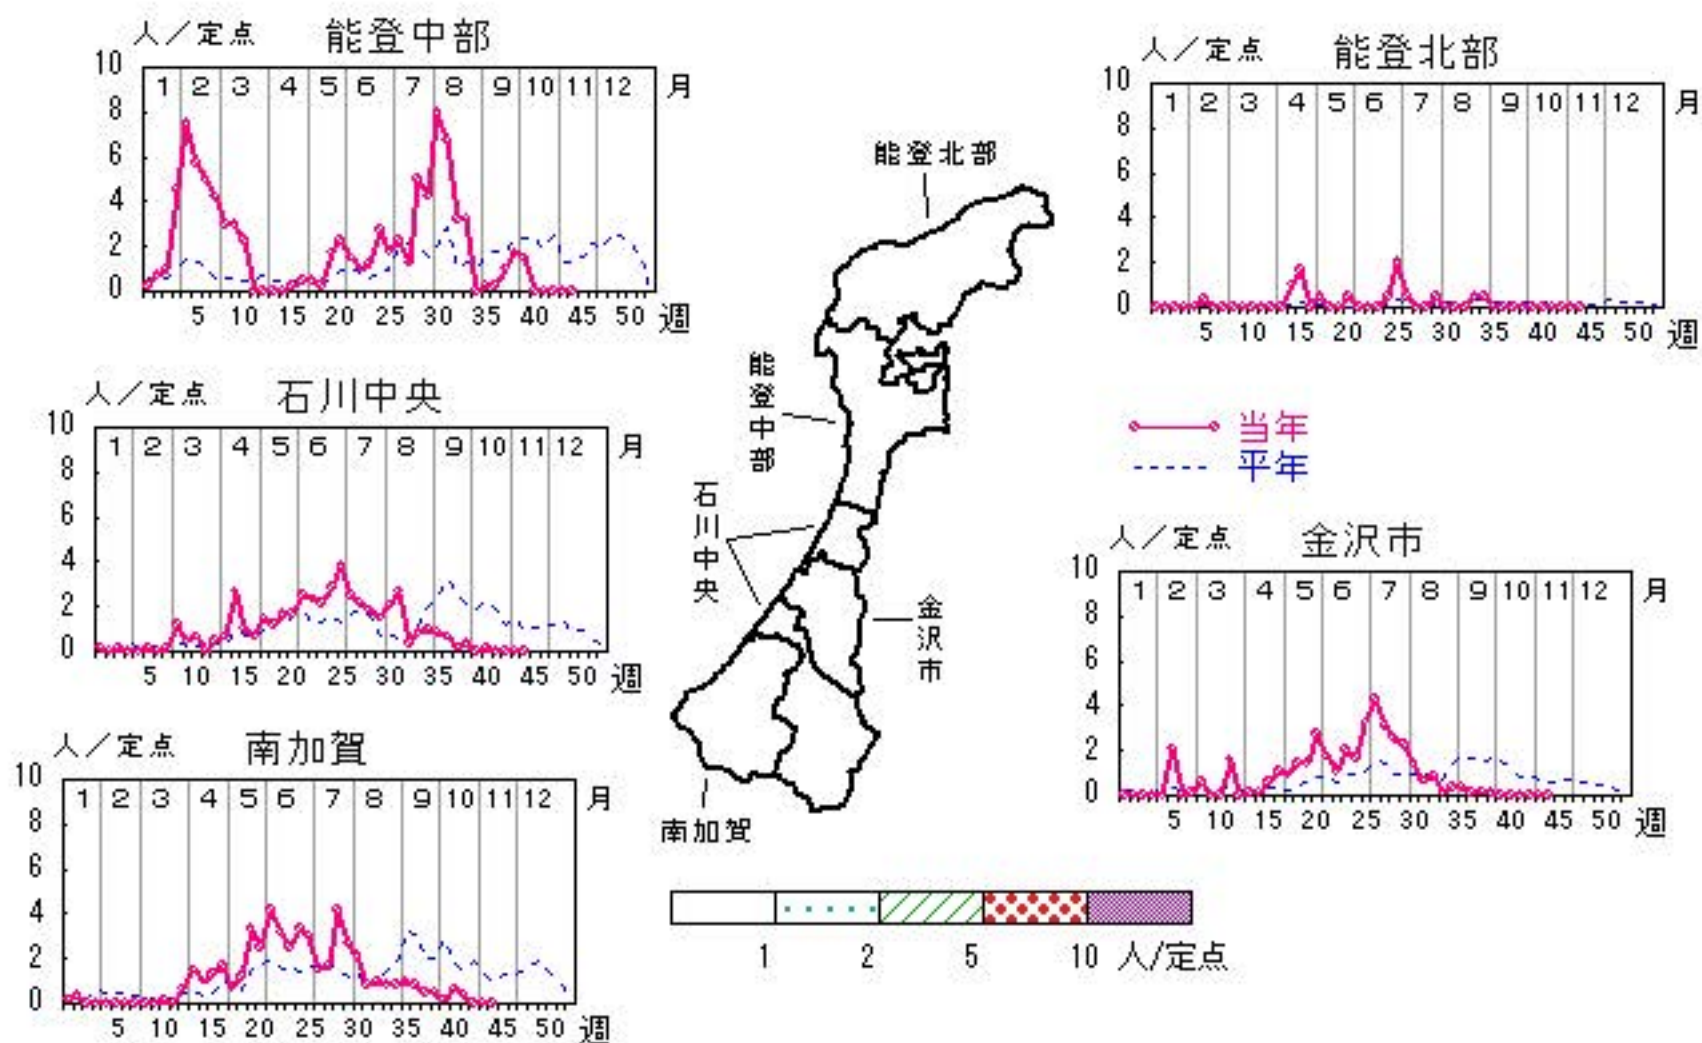 人／定点 能登中部
10 8 6 4 2 0
1 2 3 4 5 6 7 8 9 10 11 12 月
5 10 15 20 25 30 35 40 45 50 週
人／定点 能登北部
10 8 6 4 2 0
1 2 3 4 5 6 7 8 9 10 11 12 月
5 10 15 20 25 30 35 40 45 50 週
人／定点 石川中央
10 8 6 4 2 0
1 2 3 4 5 6 7 8 9 10 11 12 月
5 10 15 20 25 30 35 40 45 50 週
能登北部
能登中部
石川中央
金沢市
南加賀
当年
平年
人／定点 金沢市
10 8 6 4 2 0
1 2 3 4 5 6 7 8 9 10 11 12 月
5 10 15 20 25 30 35 40 45 50 週
人／定点 南加賀
10 8 6 4 2 0
1 2 3 4 5 6 7 8 9 10 11 12 月
5 10 15 20 25 30 35 40 45 50 週
1 2 5 10 人/定点